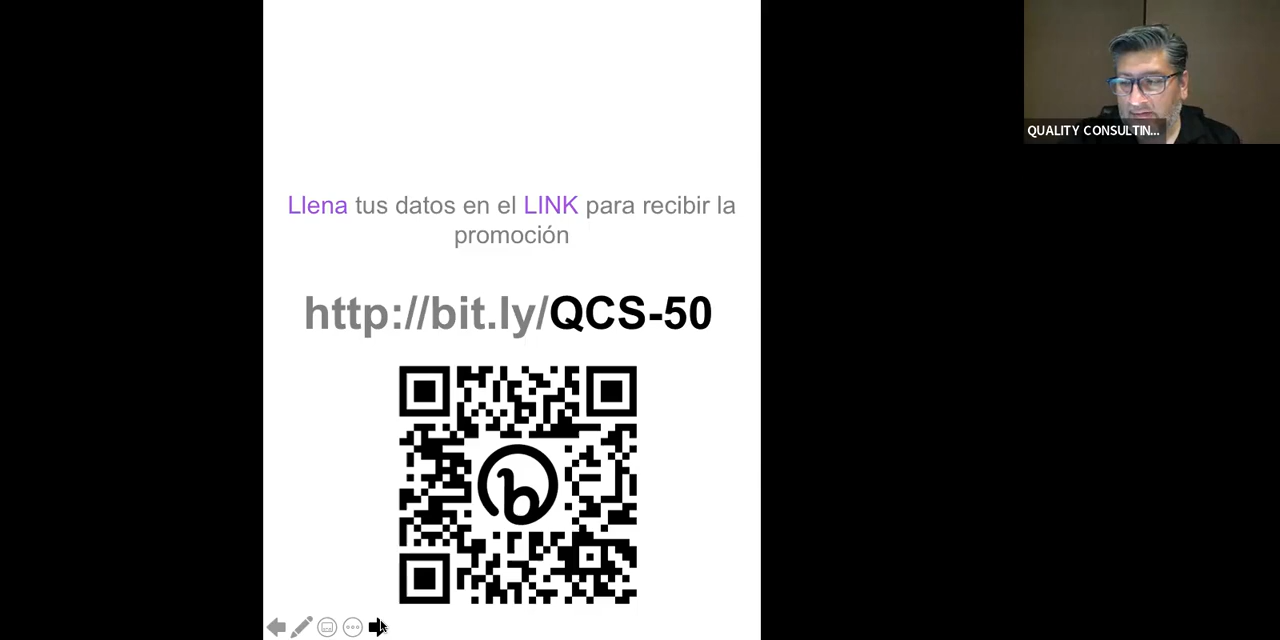 Llena tus datos en el LINK para recibir la
promoción
http://bit.ly/QCS-50
QUALITY CONSULTIN...